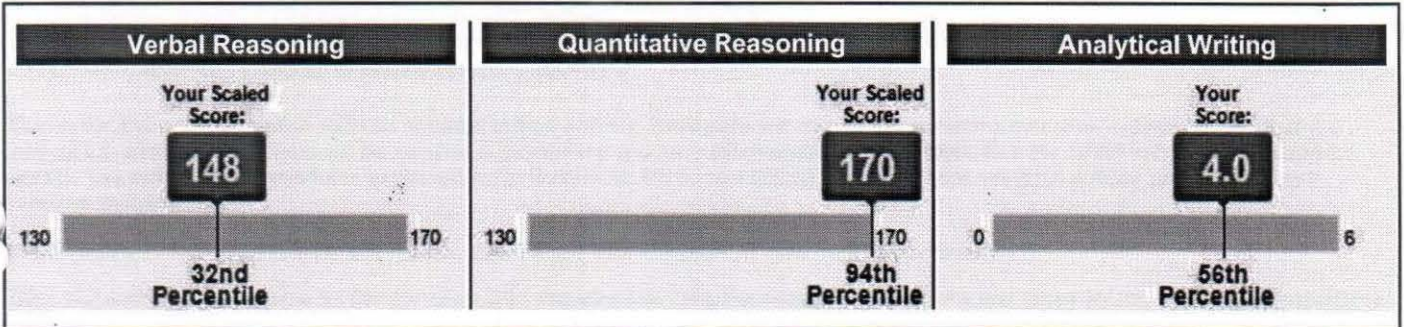 Verbal Reasoning
Your Scaled
Score:
148
130
170
32nd
Percentile
Quantitative Reasoning
Your Scaled
Score:
170
130
170
94th
Percentile
Analytical Writing
Your
Score:
4.0
0
6
56th
Percentile